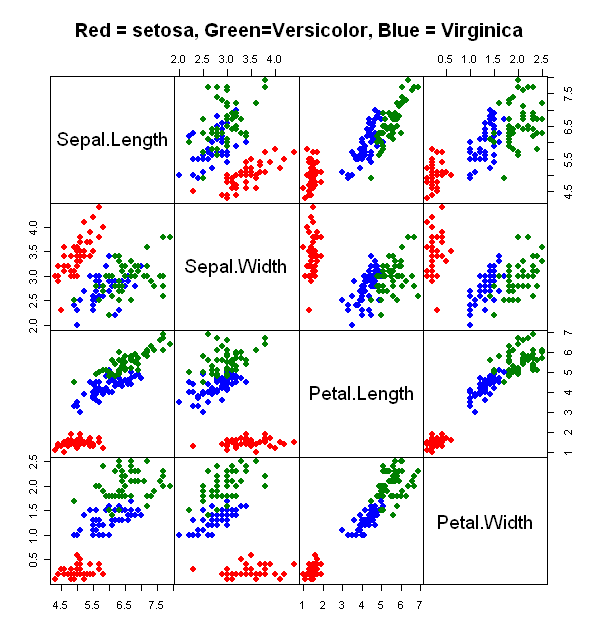 Red = setosa, Green=Versicolor, Blue = Virginica
2.0 3.0 4.0 0.5 1.0 1.5 2.0 2.5
Sepal.Length
4.5 5.5 6.5 7.5
2.0 2.5 3.0 3.5 4.0
Sepal.Width
Petal.Length
1 2 3 4 5 6 7
0.5 1.0 1.5 2.0 2.5
Petal.Width
4.5 5.5 6.5 7.5 1 2 3 4 5 6 7